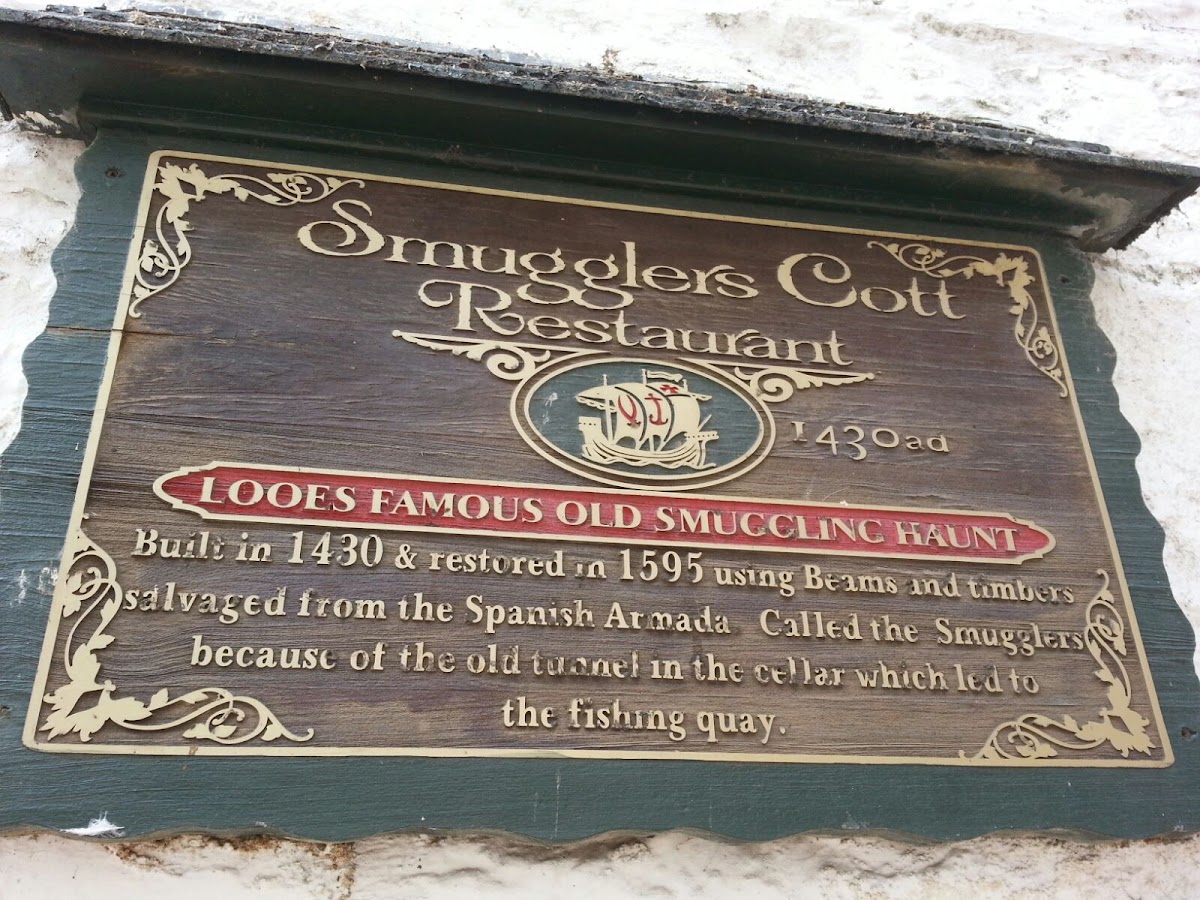 Smugglers Cott
Restaurant
1430ad
LOOES FAMOUS OLD SMUGGLING HAUNT
Built in 1430 & restored in 1595 using Beams and timbers
salvaged from the Spanish Armada Called the Smugglers
because of the old tunnel in the cellar which led to
the fishing quay.